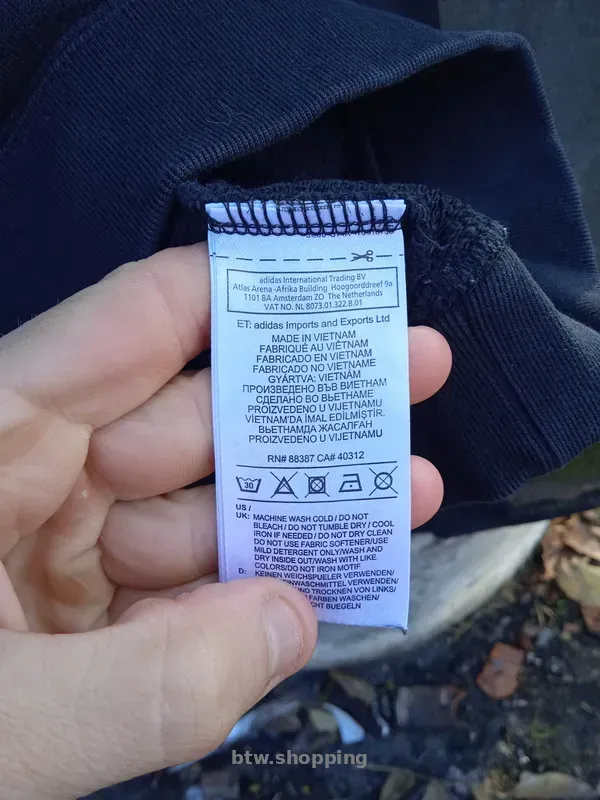 adidas International Trading BV
Atlas Arena -Afrika Building Hoogoorddreef 9a
1101 BA Amsterdam ZO The Netherlands
VAT NO. NL 8073.01.322.B.01
ET: adidas Imports and Exports Ltd
MADE IN VIETNAM
FABRIQUÉ AU VIÊTNAM
FABRICADO EN VIETNAM
FABRICADO NO VIETNAME
GYÁRTVA: VIETNÁM
ПРОИЗВЕДЕНО ВЪВ ВИЕТНАМ
СДЕЛАНО ВО ВЬЕТНАМЕ
PROIZVEDENO U VIJETNAMU
VİETNAM'DA İMAL EDİLMİŞTİR.
ВЬЕТНАМДА ЖАСАЛҒАН
PROIZVEDENO U VIJETNAMU
RN# 88387 CA# 40312
30
US /
UK: MACHINE WASH COLD / DO NOT
BLEACH / DO NOT TUMBLE DRY / COOL
IRON IF NEEDED / DO NOT DRY CLEAN
DO NOT USE FABRIC SOFTENER/USE
MILD DETERGENT ONLY/WASH AND
DRY INSIDE OUT/WASH WITH LIKE
COLORS/DO NOT IRON MOTIF
D: KEINEN WEICHSPUELER VERWENDEN/
VERWENDEN/
UND TROCKNEN VON LINKS/
FARBEN WASCHEN/
BUEGELN
btw.shopping